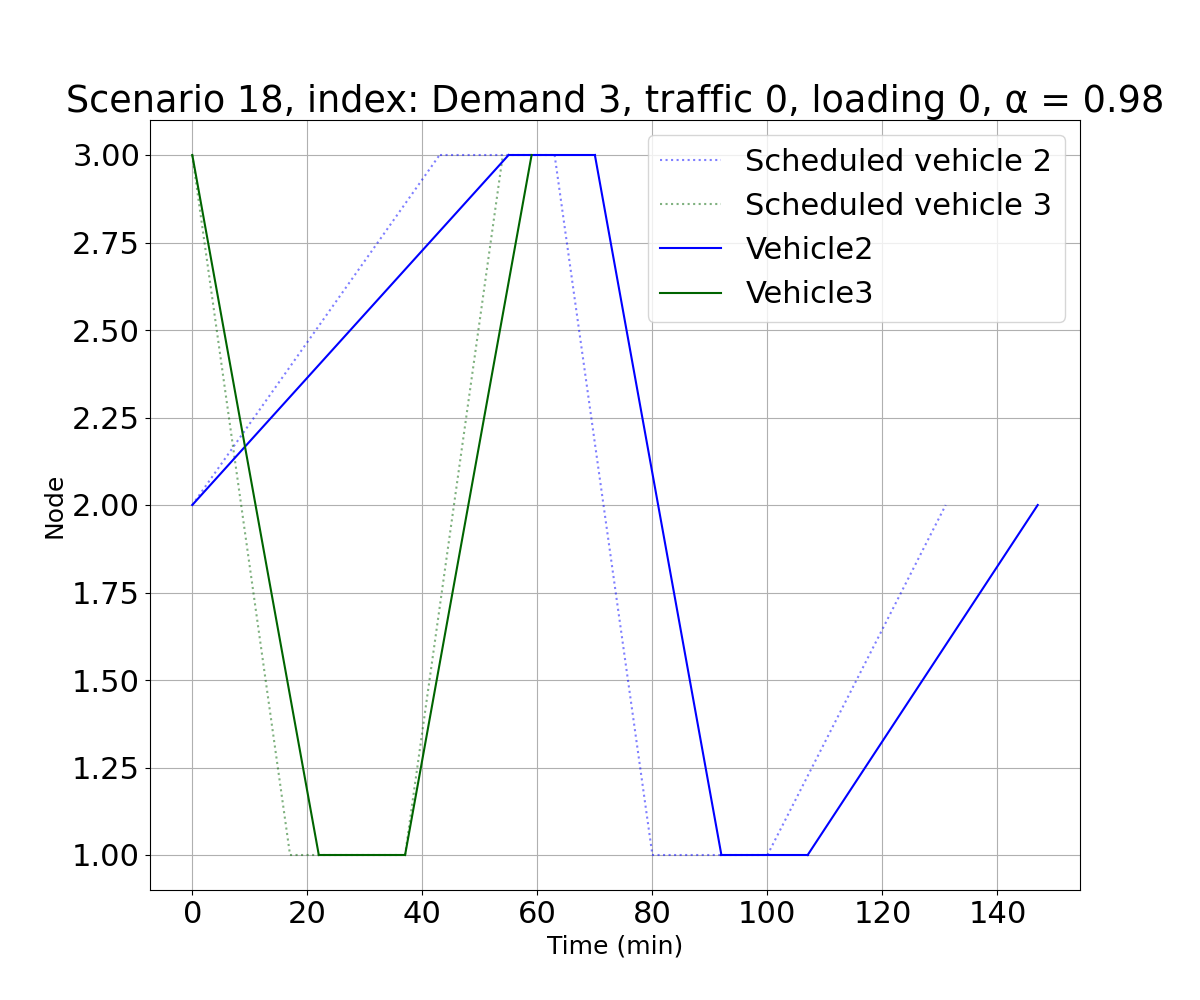 Scenario 18, index: Demand 3, traffic 0, loading 0, α = 0.98
Scheduled vehicle 2
Scheduled vehicle 3
Vehicle2
Vehicle3
3.00
2.75
2.50
2.25
2.00
1.75
1.50
1.25
1.00
Node
0 20 40 60 80 100 120 140
Time (min)